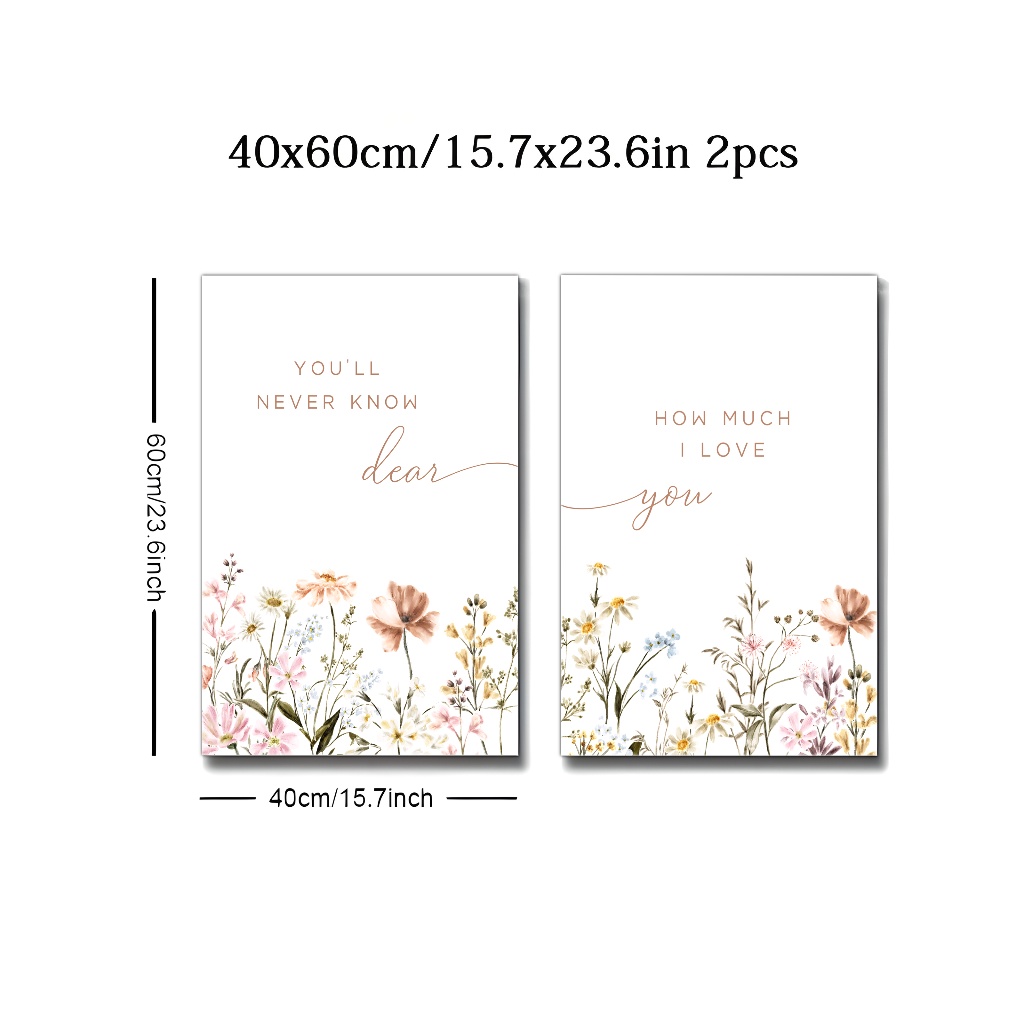 40x60cm/15.7x23.6in 2pcs
YOU'LL
NEVER KNOW
dear
HOW MUCH
I LOVE
you
60cm/23.6inch
40cm/15.7inch